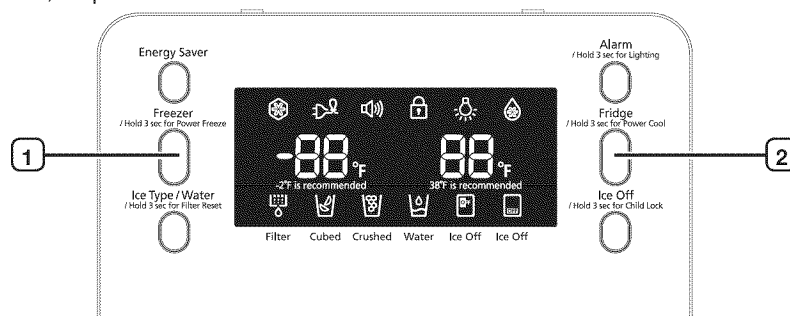 Energy Saver
Alarm
/ Hold 3 sec for Lighting
Freezer
/ Hold 3 sec for Power Freeze
Fridge
/ Hold 3 sec for Power Cool
1
-88°F
88°F
2
-2°F is recommended
38°F is recommended
Ice Type / Water
/ Hold 3 sec for Filter Reset
Ice Off
/ Hold 3 sec for Child Lock
Filter
Cubed
Crushed
Water
Ice Off
Ice Off